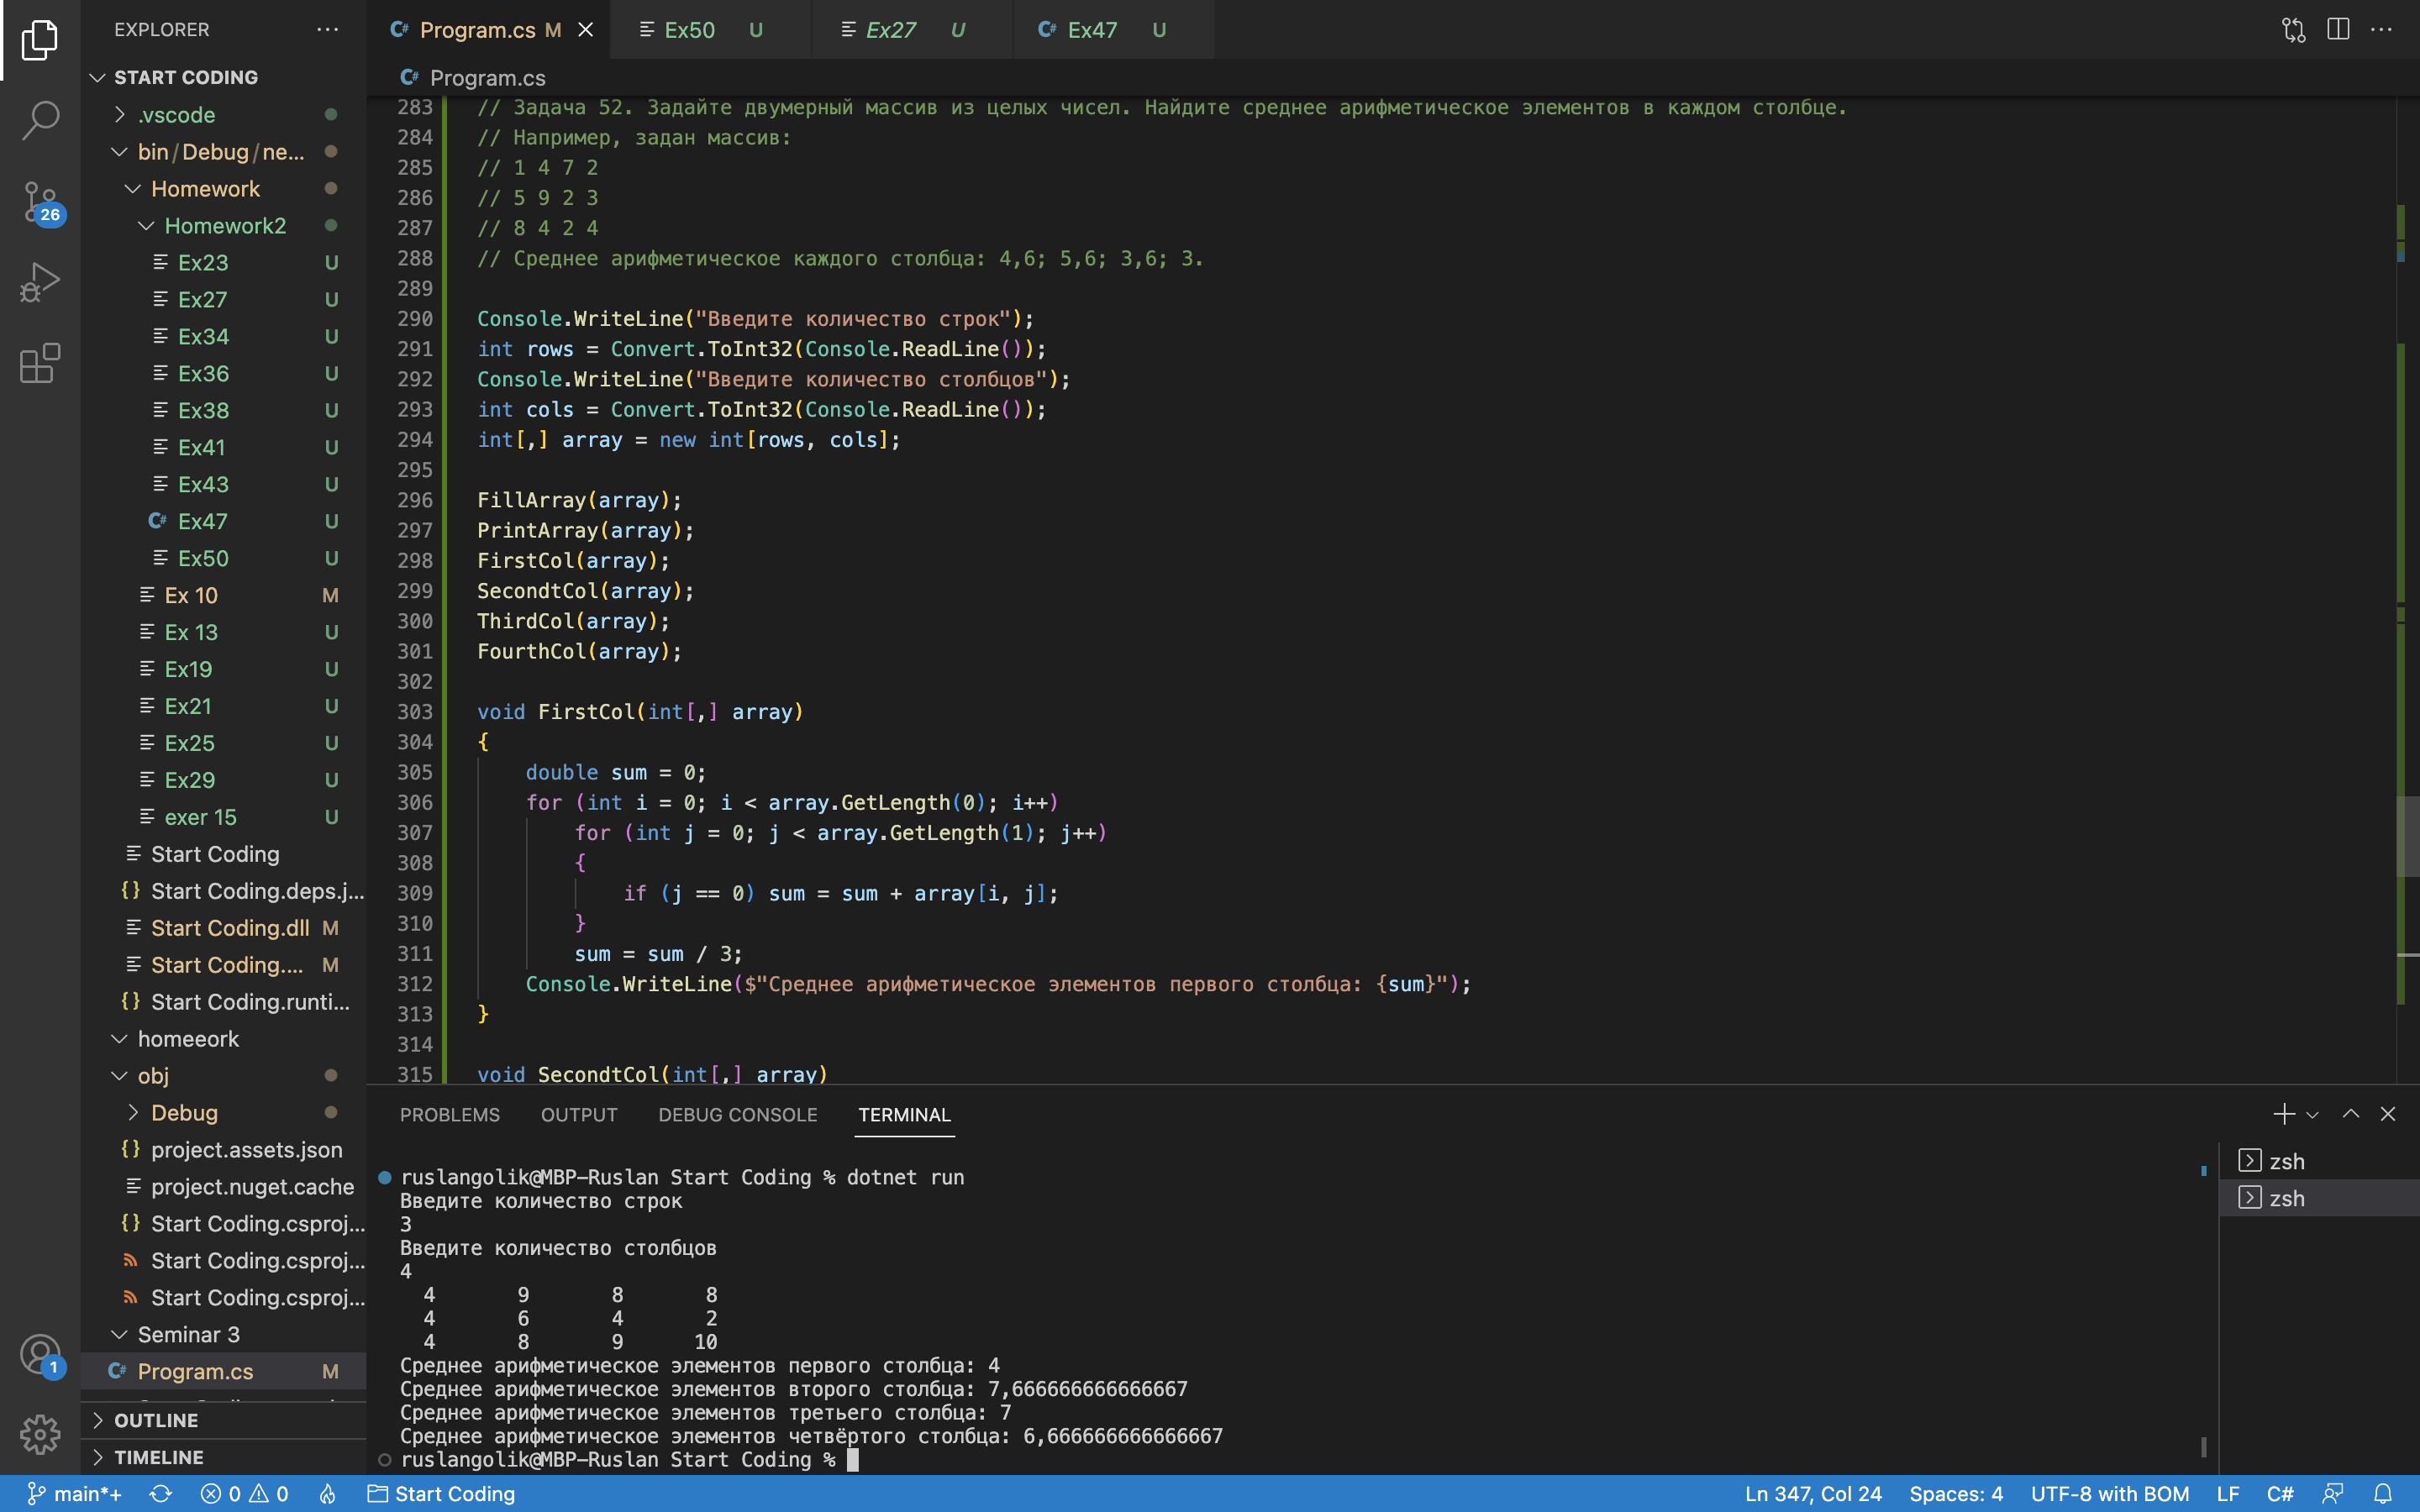 EXPLORER
START CODING
.vscode
bin/Debug/ne...
Homework
Homework2
Ex23 U
Ex27 U
Ex34 U
Ex36 U
Ex38 U
Ex41 U
Ex43 U
C# Ex47 U
Ex50 U
Ex 10 M
Ex 13 U
Ex19 U
Ex21 U
Ex25 U
Ex29 U
exer 15 U
Start Coding
{} Start Coding.deps.j...
Start Coding.dll M
Start Coding.... M
{} Start Coding.runti...
homeeork
obj
Debug
{} project.assets.json
project.nuget.cache
{} Start Coding.csproj...
Start Coding.csproj...
Start Coding.csproj...
Seminar 3
C# Program.cs M
OUTLINE
TIMELINE
26
1
C# Program.cs M
Ex50 U
Ex27 U
C# Ex47 U
C# Program.cs
283 // Задача 52. Задайте двумерный массив из целых чисел. Найдите среднее арифметическое элементов в каждом столбце.
284 // Например, задан массив:
285 // 1 4 7 2
286 // 5 9 2 3
287 // 8 4 2 4
288 // Среднее арифметическое каждого столбца: 4,6; 5,6; 3,6; 3.
289
290 Console.WriteLine("Введите количество строк");
291 int rows = Convert.ToInt32(Console.ReadLine());
292 Console.WriteLine("Введите количество столбцов");
293 int cols = Convert.ToInt32(Console.ReadLine());
294 int[,] array = new int[rows, cols];
295
296 FillArray(array);
297 PrintArray(array);
298 FirstCol(array);
299 SecondtCol(array);
300 ThirdCol(array);
301 FourthCol(array);
302
303 void FirstCol(int[,] array)
304 {
305 double sum = 0;
306 for (int i = 0; i < array.GetLength(0); i++)
307 for (int j = 0; j < array.GetLength(1); j++)
308 {
309 if (j == 0) sum = sum + array[i, j];
310 }
311 sum = sum / 3;
312 Console.WriteLine($"Среднее арифметическое элементов первого столбца: {sum}");
313 }
314
315 void SecondtCol(int[,] array)
PROBLEMS OUTPUT DEBUG CONSOLE TERMINAL
ruslangolik@MBP-Ruslan Start Coding % dotnet run
Введите количество строк
3
Введите количество столбцов
4
4 9 8 8
4 6 4 2
4 8 9 10
Среднее арифметическое элементов первого столбца: 4
Среднее арифметическое элементов второго столбца: 7,666666666666667
Среднее арифметическое элементов третьего столбца: 7
Среднее арифметическое элементов четвёртого столбца: 6,666666666666667
ruslangolik@MBP-Ruslan Start Coding %
zsh
zsh
main*+ 0 0 Start Coding Ln 347, Col 24 Spaces: 4 UTF-8 with BOM LF C#